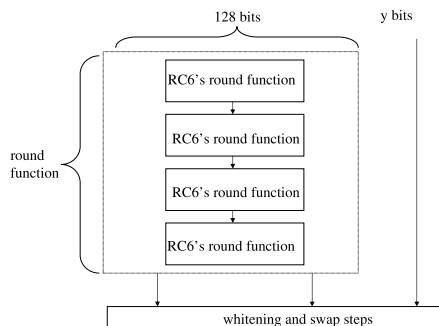 128 bits
y bits
RC6's round function
RC6's round function
RC6's round function
RC6's round function
round
function
whitening and swap steps